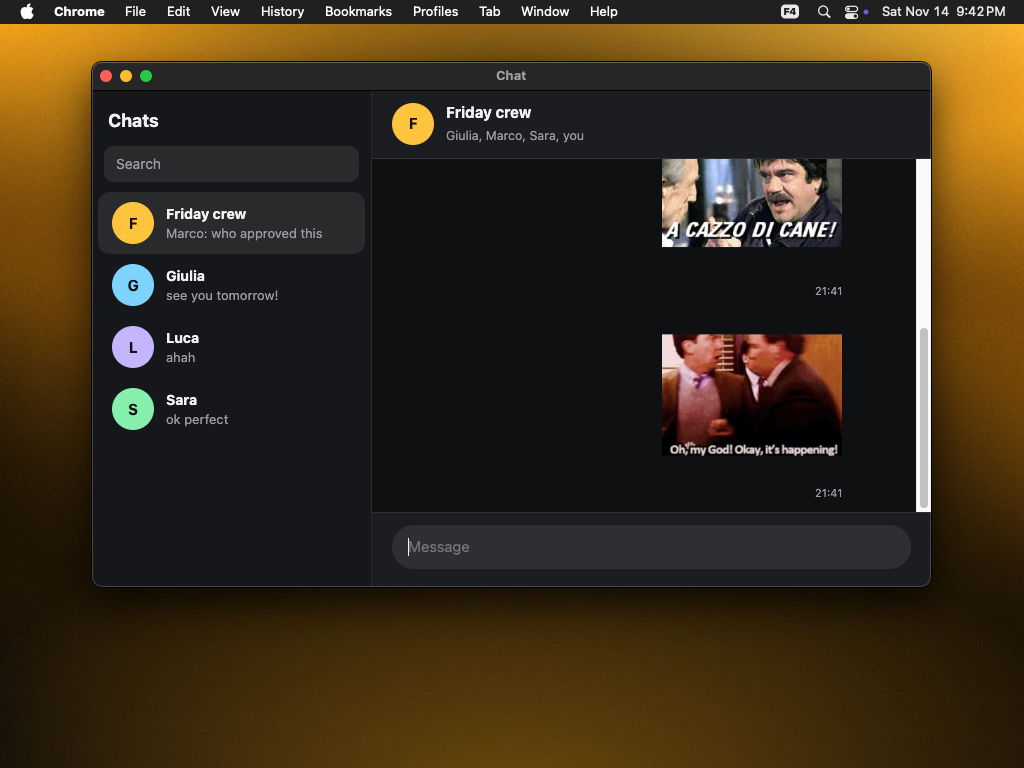 Chrome File Edit View History Bookmarks Profiles Tab Window Help F4 Sat Nov 14 9:42 PM
Chat
Chats
Search
F
Friday crew
Marco: who approved this
G
Giulia
see you tomorrow!
L
Luca
ahah
S
Sara
ok perfect
F
Friday crew
Giulia, Marco, Sara, you
A CAZZO DI CANE!
21:41
Oh, my God! Okay, it's happening!
21:41
Message